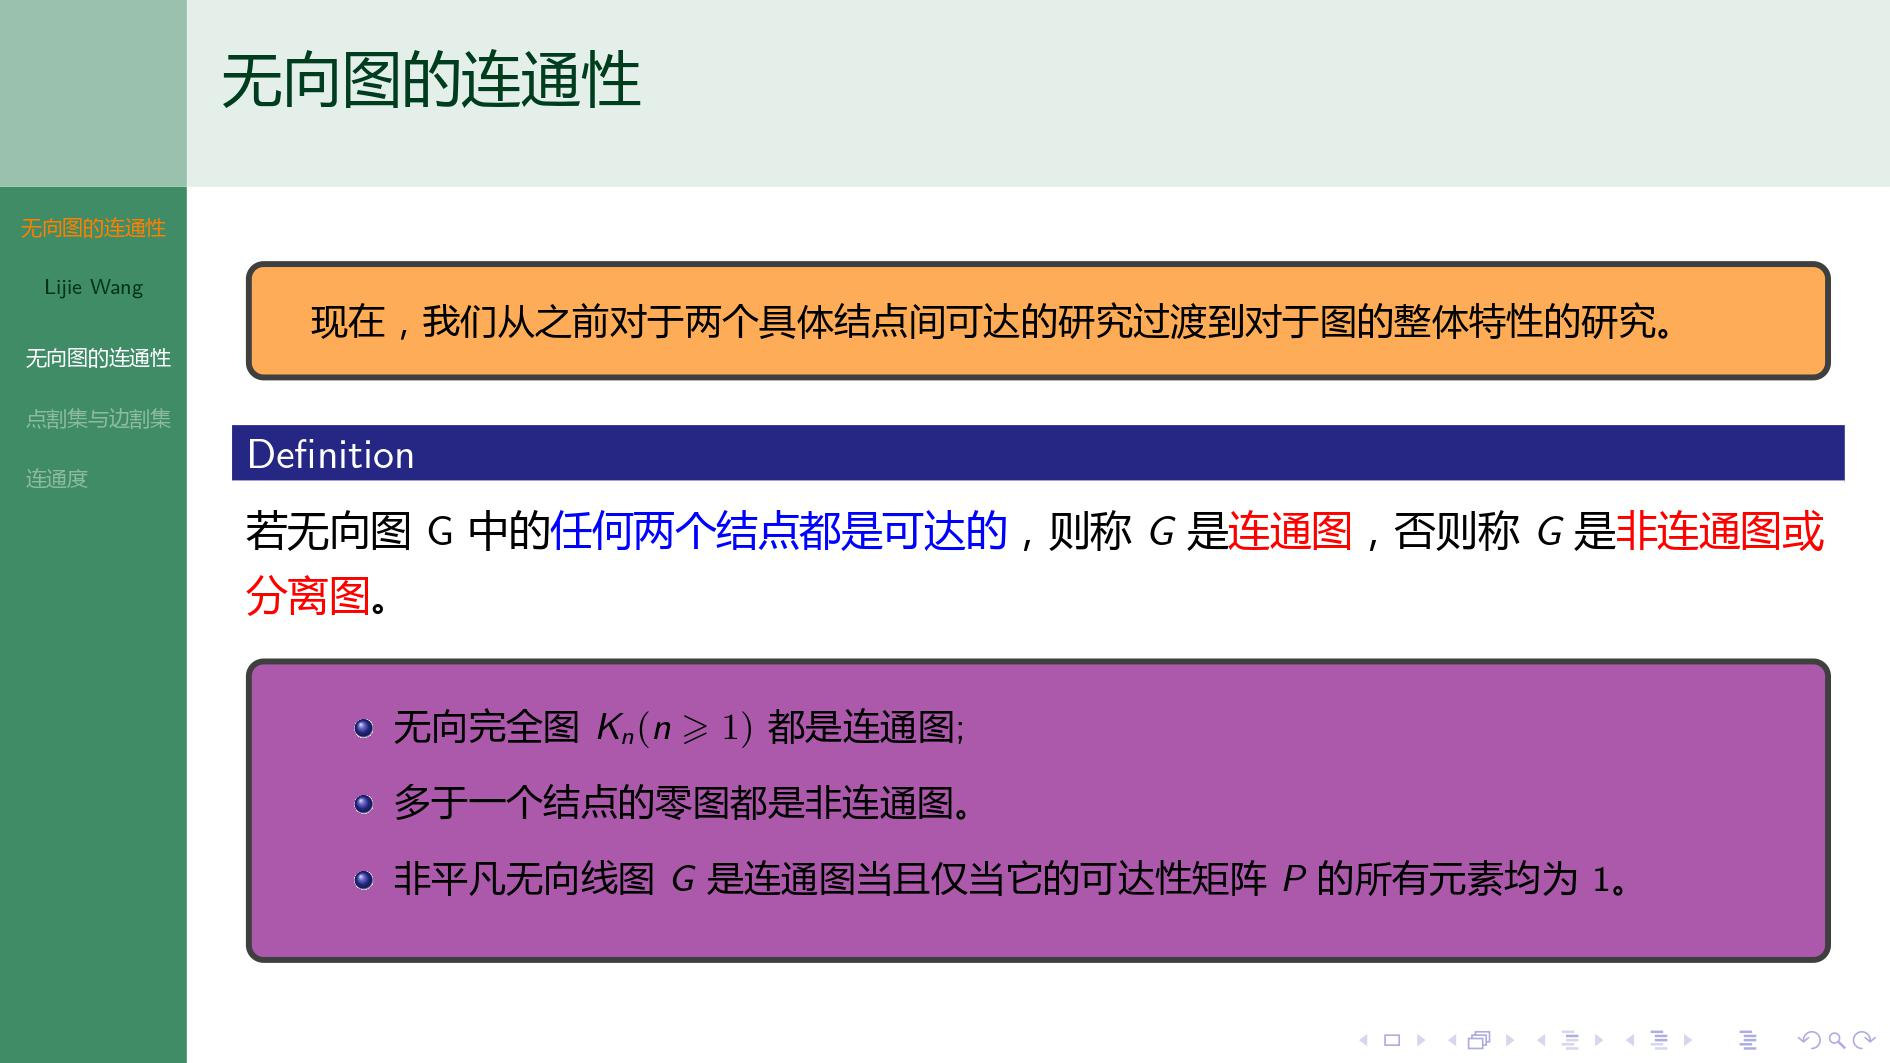 无向图的连通性
无向图的连通性
Lijie Wang
无向图的连通性
点割集与边割集
连通度
现在，我们从之前对于两个具体结点间可达的研究过渡到对于图的整体特性的研究。
Definition
若无向图 G 中的任何两个结点都是可达的，则称 G 是连通图，否则称 G 是非连通图或
分离图。
无向完全图 Kₙ(n ⩾ 1) 都是连通图;
多于一个结点的零图都是非连通图。
非平凡无向线图 G 是连通图当且仅当它的可达性矩阵 P 的所有元素均为 1。